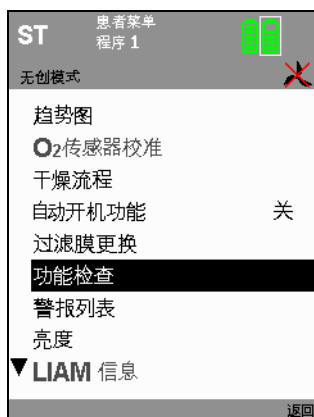 ST
患者菜单
程序 1
无创模式
趋势图
O2传感器校准
干燥流程
自动开机功能 关
过滤膜更换
功能检查
警报列表
亮度
LIAM 信息
返回